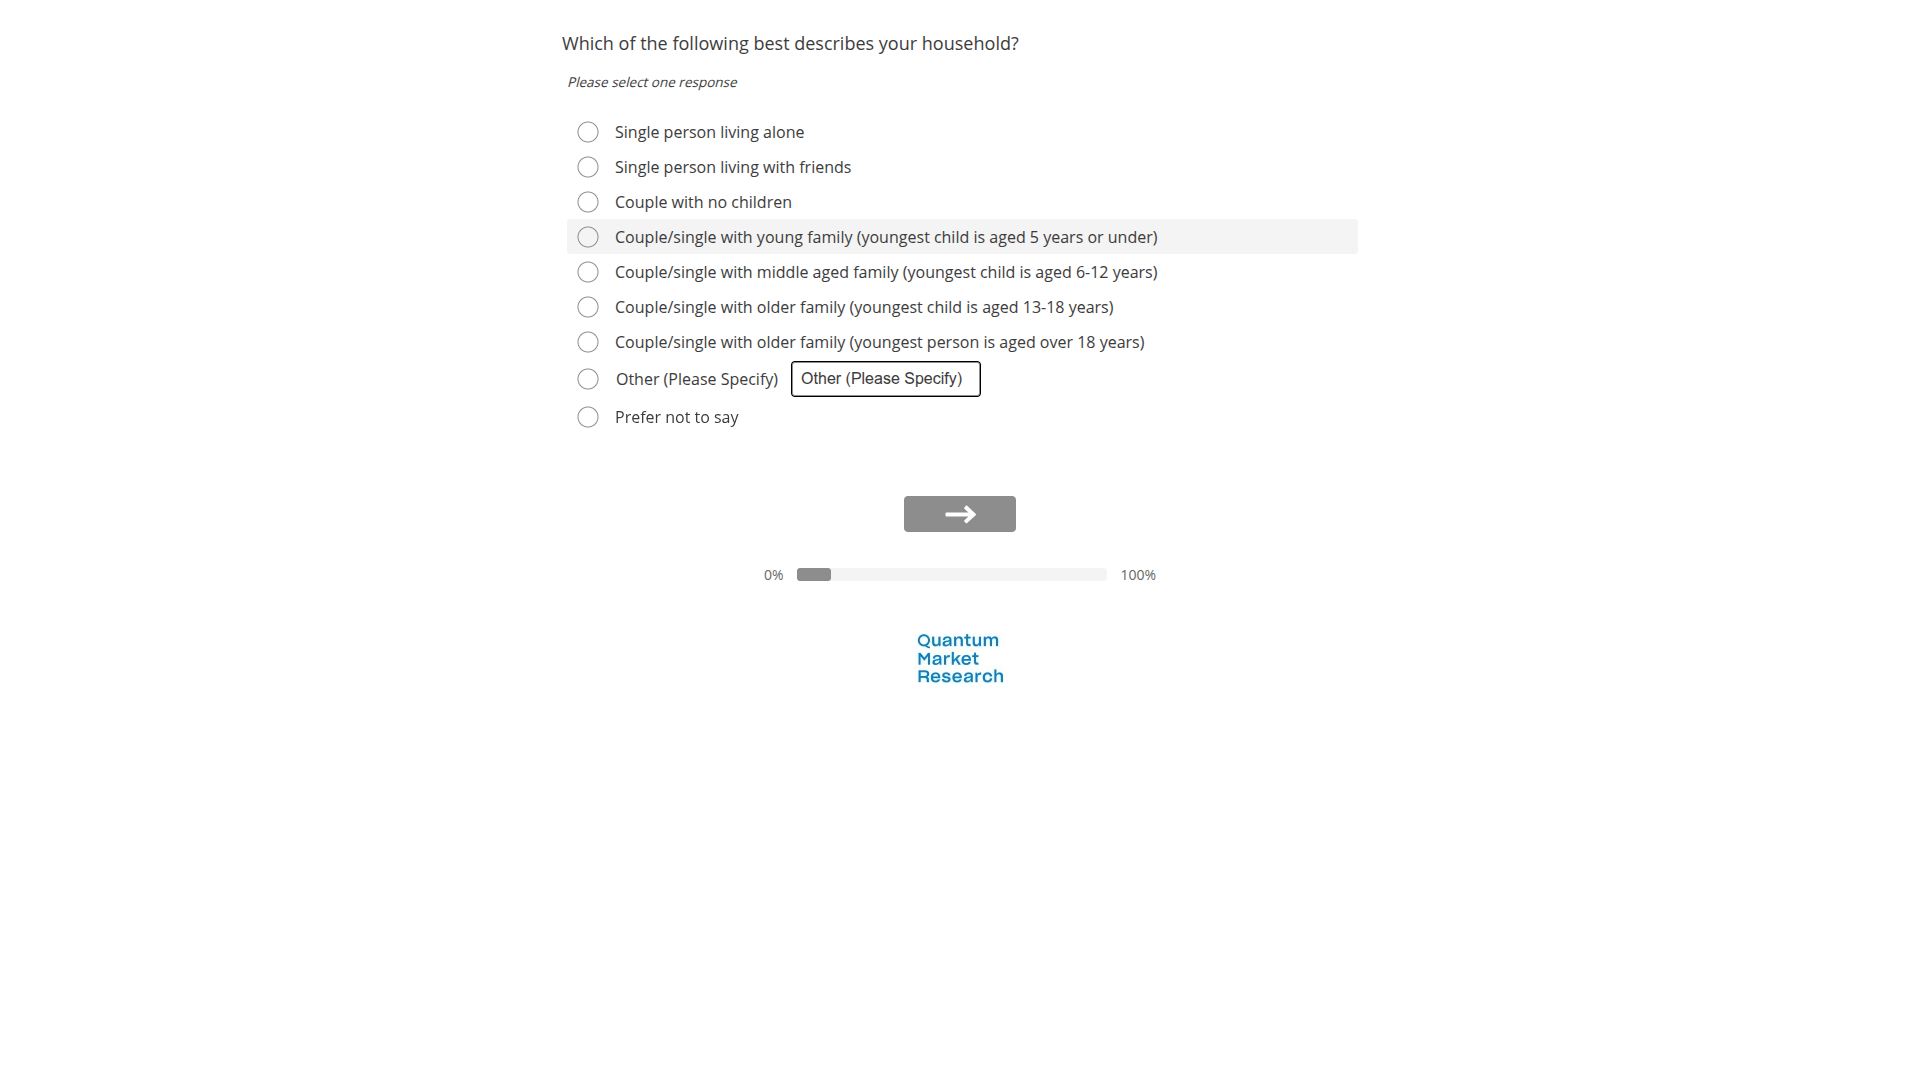 Which of the following best describes your household?
Please select one response
Single person living alone
Single person living with friends
Couple with no children
Couple/single with young family (youngest child is aged 5 years or under)
Couple/single with middle aged family (youngest child is aged 6-12 years)
Couple/single with older family (youngest child is aged 13-18 years)
Couple/single with older family (youngest person is aged over 18 years)
Other (Please Specify) Other (Please Specify)
Prefer not to say
0% 100%
Quantum
Market
Research